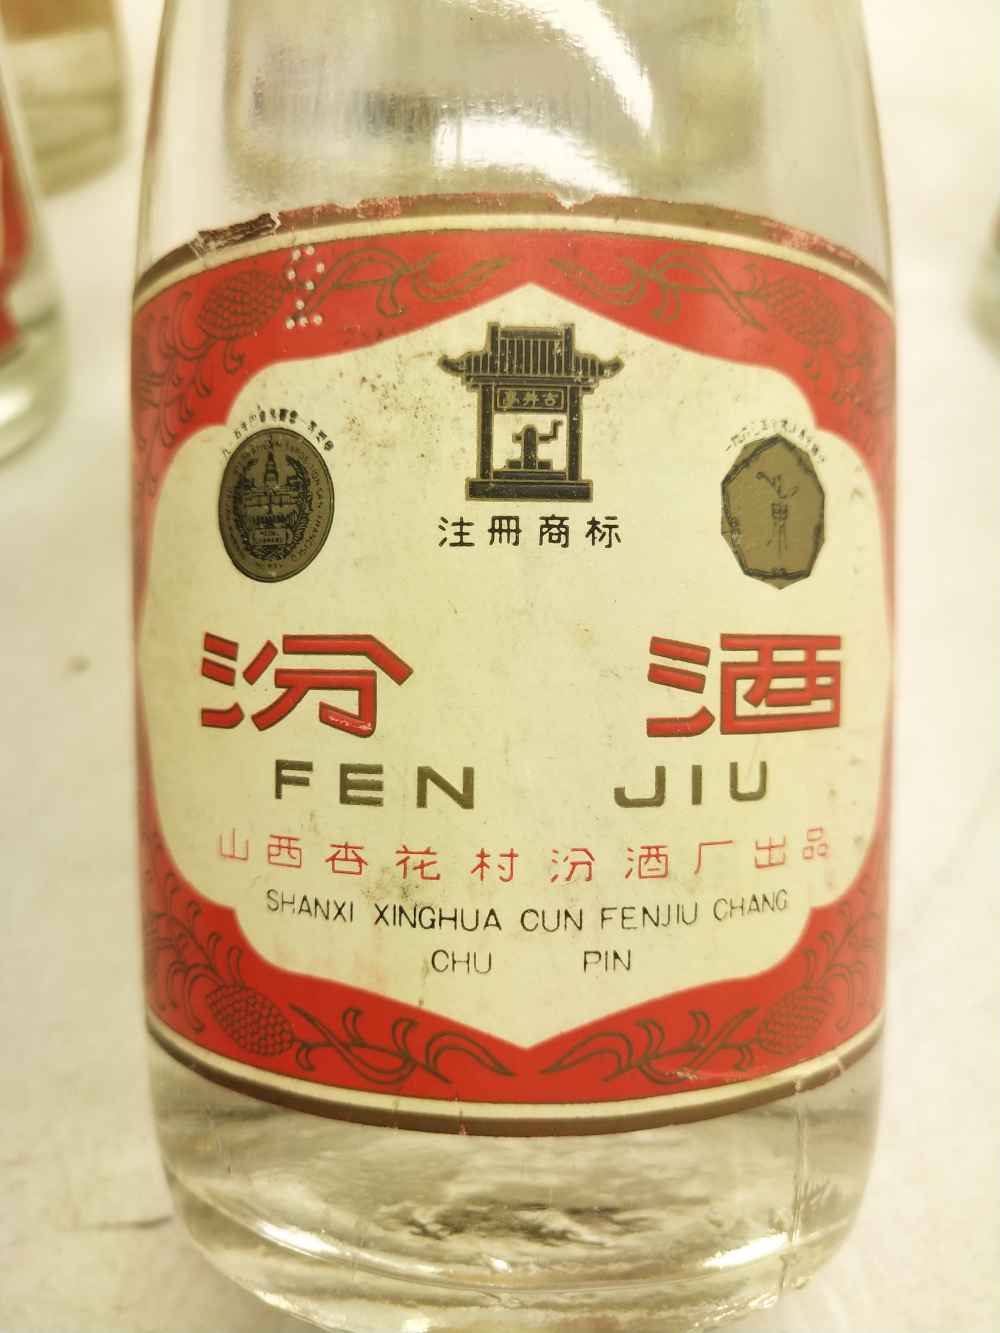 古井亭
注册商标
汾酒
FEN JIU
山西杏花村汾酒厂出品
SHANXI XINGHUA CUN FENJIU CHANG
CHU PIN